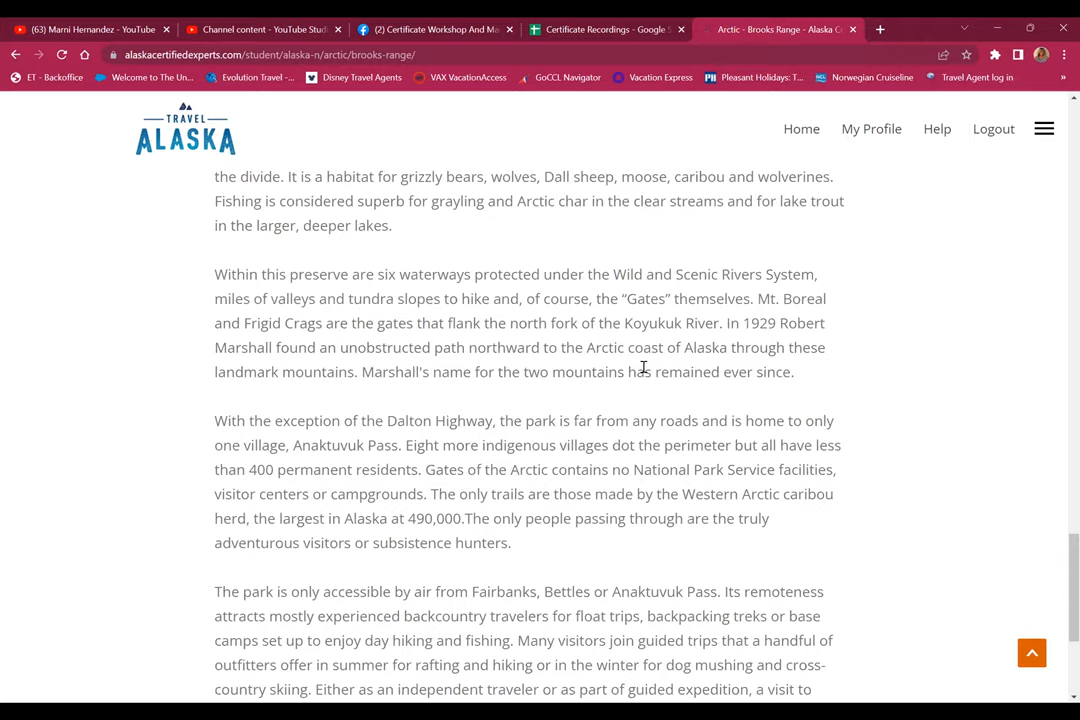 (63) Marni Hernandez - YouTube
Channel content - YouTube Stud
(2) Certificate Workshop And Ma
Certificate Recordings - Google S
Arctic - Brooks Range - Alaska C
alaskacertifiedexperts.com/student/alaska-n/arctic/brooks-range/
ET - Backoffice
Welcome to The Un...
Evolution Travel -...
Disney Travel Agents
VAX VacationAccess
GoCCL Navigator
Vacation Express
Pleasant Holidays: T...
Norwegian Cruiseline
Travel Agent log in
TRAVEL
ALASKA
Home
My Profile
Help
Logout
the divide. It is a habitat for grizzly bears, wolves, Dall sheep, moose, caribou and wolverines.
Fishing is considered superb for grayling and Arctic char in the clear streams and for lake trout
in the larger, deeper lakes.
Within this preserve are six waterways protected under the Wild and Scenic Rivers System,
miles of valleys and tundra slopes to hike and, of course, the “Gates” themselves. Mt. Boreal
and Frigid Crags are the gates that flank the north fork of the Koyukuk River. In 1929 Robert
Marshall found an unobstructed path northward to the Arctic coast of Alaska through these
landmark mountains. Marshall's name for the two mountains has remained ever since.
With the exception of the Dalton Highway, the park is far from any roads and is home to only
one village, Anaktuvuk Pass. Eight more indigenous villages dot the perimeter but all have less
than 400 permanent residents. Gates of the Arctic contains no National Park Service facilities,
visitor centers or campgrounds. The only trails are those made by the Western Arctic caribou
herd, the largest in Alaska at 490,000.The only people passing through are the truly
adventurous visitors or subsistence hunters.
The park is only accessible by air from Fairbanks, Bettles or Anaktuvuk Pass. Its remoteness
attracts mostly experienced backcountry travelers for float trips, backpacking treks or base
camps set up to enjoy day hiking and fishing. Many visitors join guided trips that a handful of
outfitters offer in summer for rafting and hiking or in the winter for dog mushing and cross-
country skiing. Either as an independent traveler or as part of guided expedition, a visit to